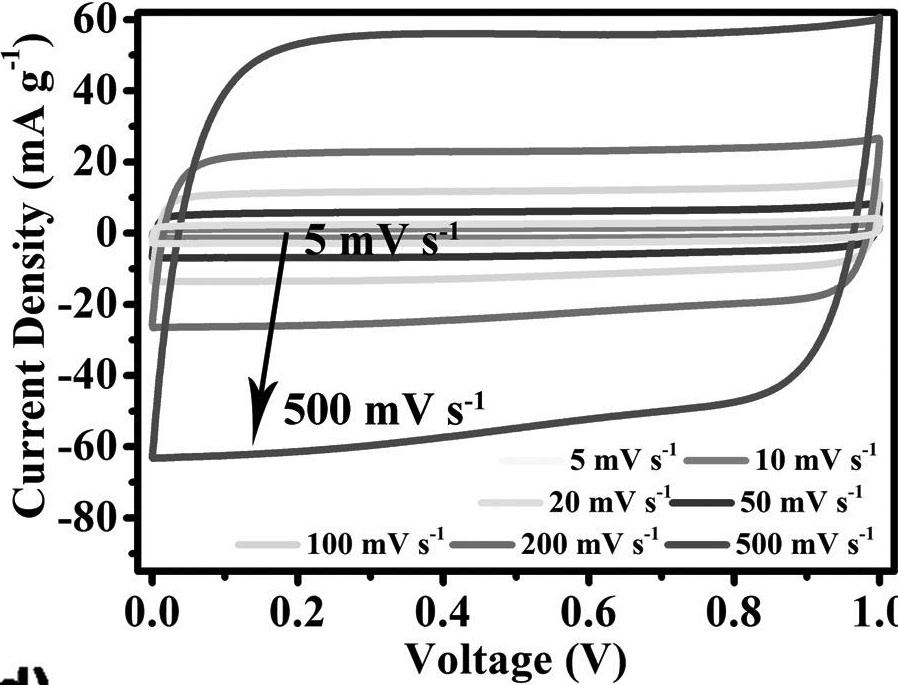 60
40
20
0
-20
-40
-60
-80
Current Density (mA g⁻¹)
5 mV s⁻¹
500 mV s⁻¹
5 mV s⁻¹ 10 mV s⁻¹
20 mV s⁻¹ 50 mV s⁻¹
100 mV s⁻¹ 200 mV s⁻¹ 500 mV s⁻¹
0.0 0.2 0.4 0.6 0.8 1.0
Voltage (V)